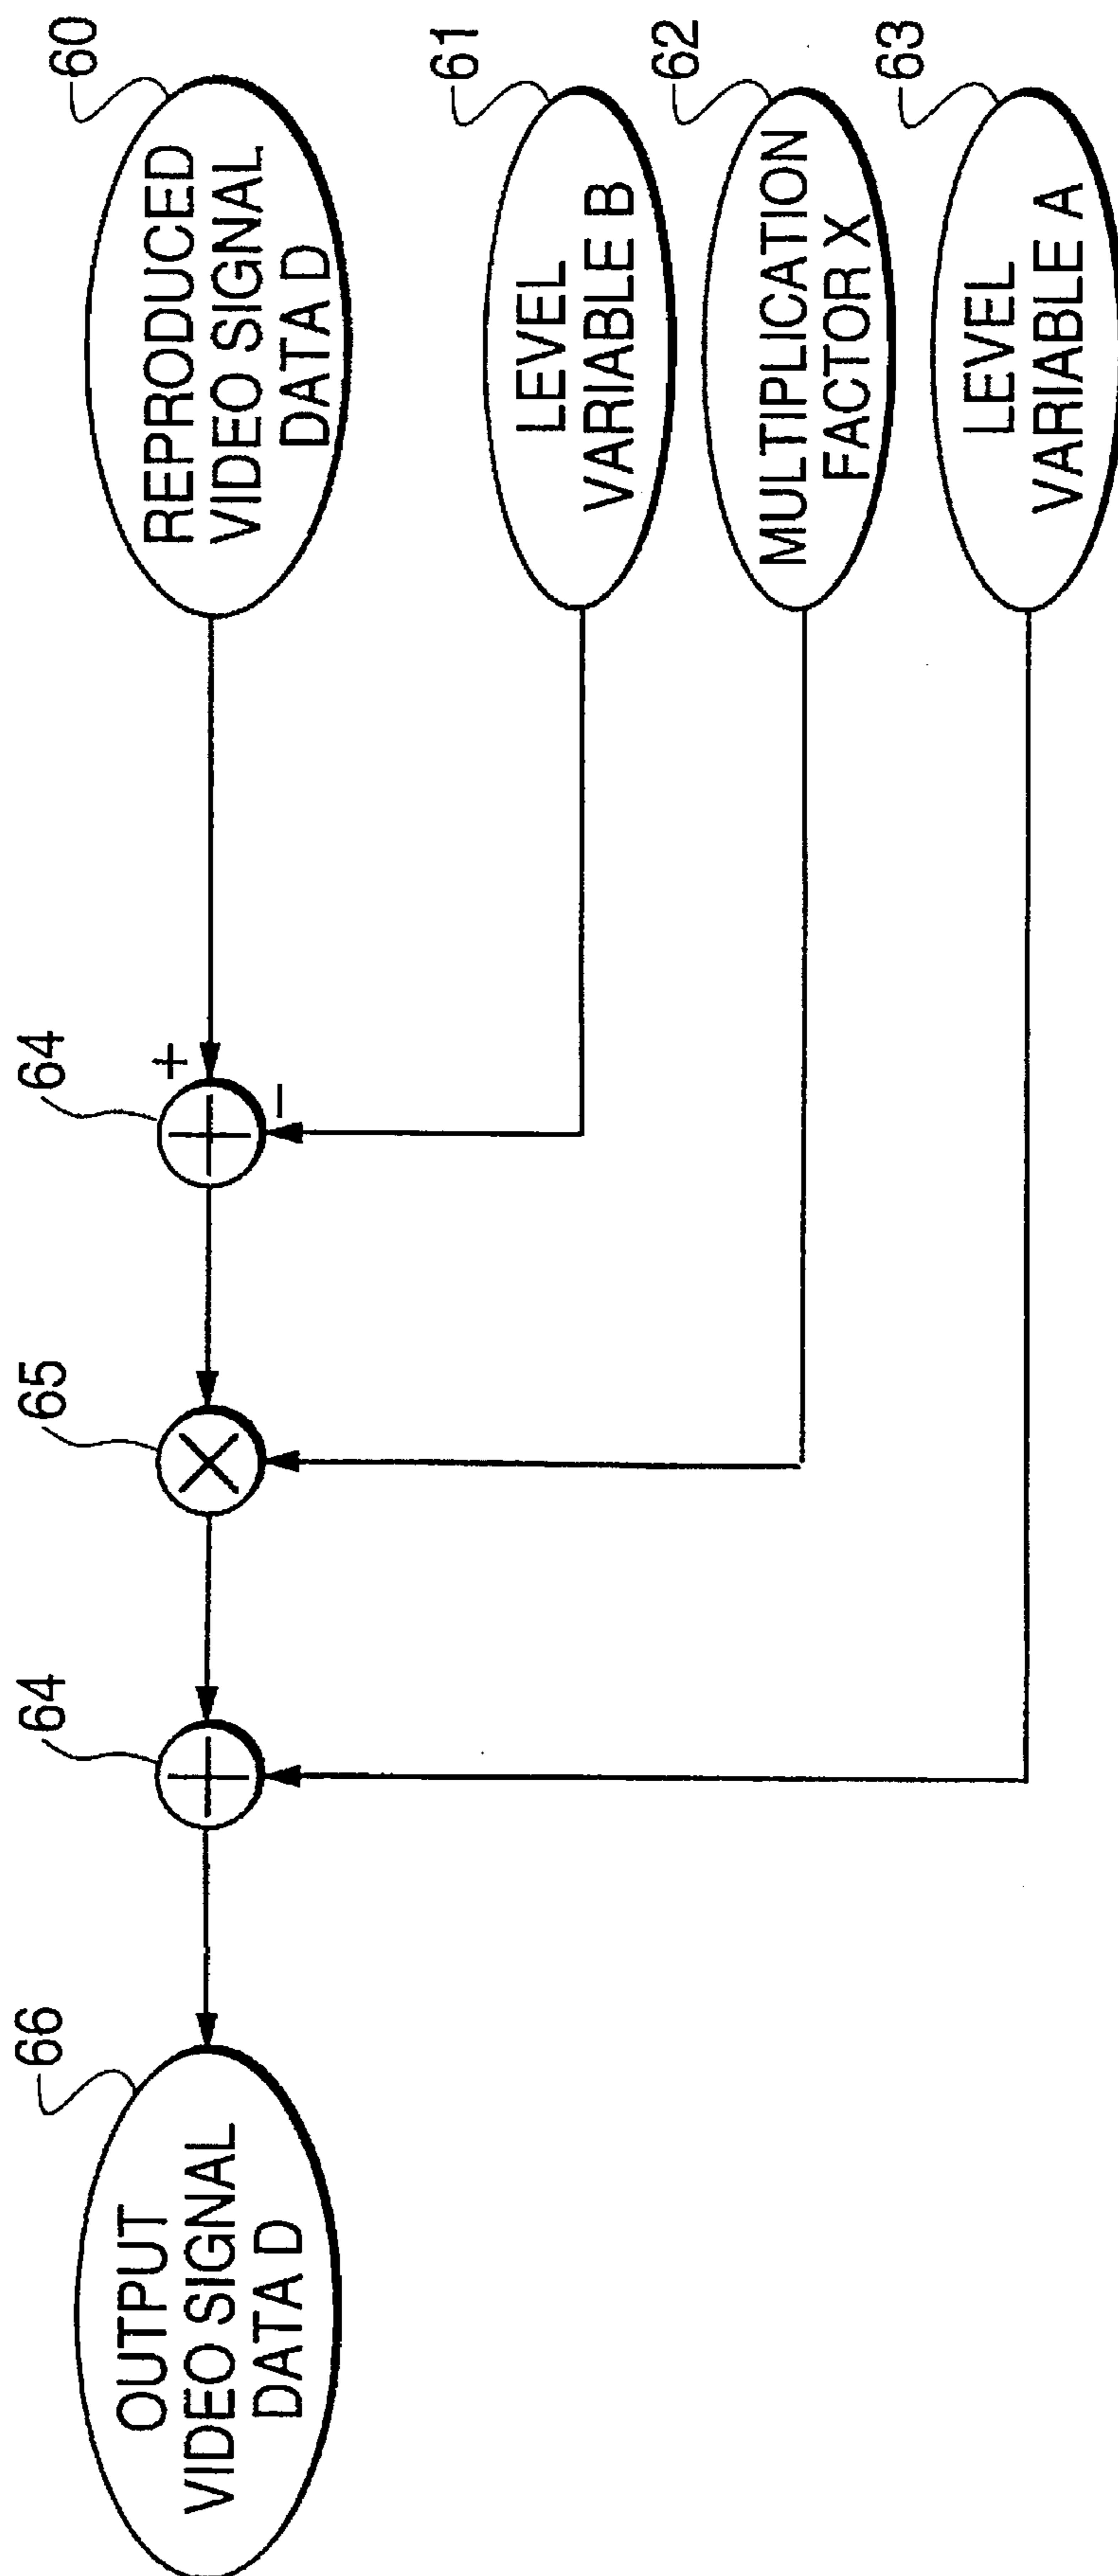 60
REPRODUCED
VIDEO SIGNAL
DATA D
61
LEVEL
VARIABLE B
62
MULTIPLICATION
FACTOR X
63
LEVEL
VARIABLE A
64
+
−
65
64
66
OUTPUT
VIDEO SIGNAL
DATA D